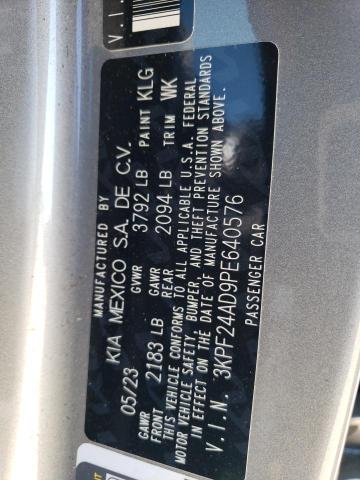 MANUFACTURED BY
KIA MEXICO S.A. DE C.V.
05/23 GVWR 3792 LB PAINT KLG
GAWR FRONT 2183 LB GAWR REAR 2094 LB TRIM WK
THIS VEHICLE CONFORMS TO ALL APPLICABLE U.S.A. FEDERAL
MOTOR VEHICLE SAFETY, BUMPER, AND THEFT PREVENTION STANDARDS
IN EFFECT ON THE DATE OF MANUFACTURE SHOWN ABOVE.
V.I.N. 3KPF24AD9PE640576
PASSENGER CAR
V.I.N